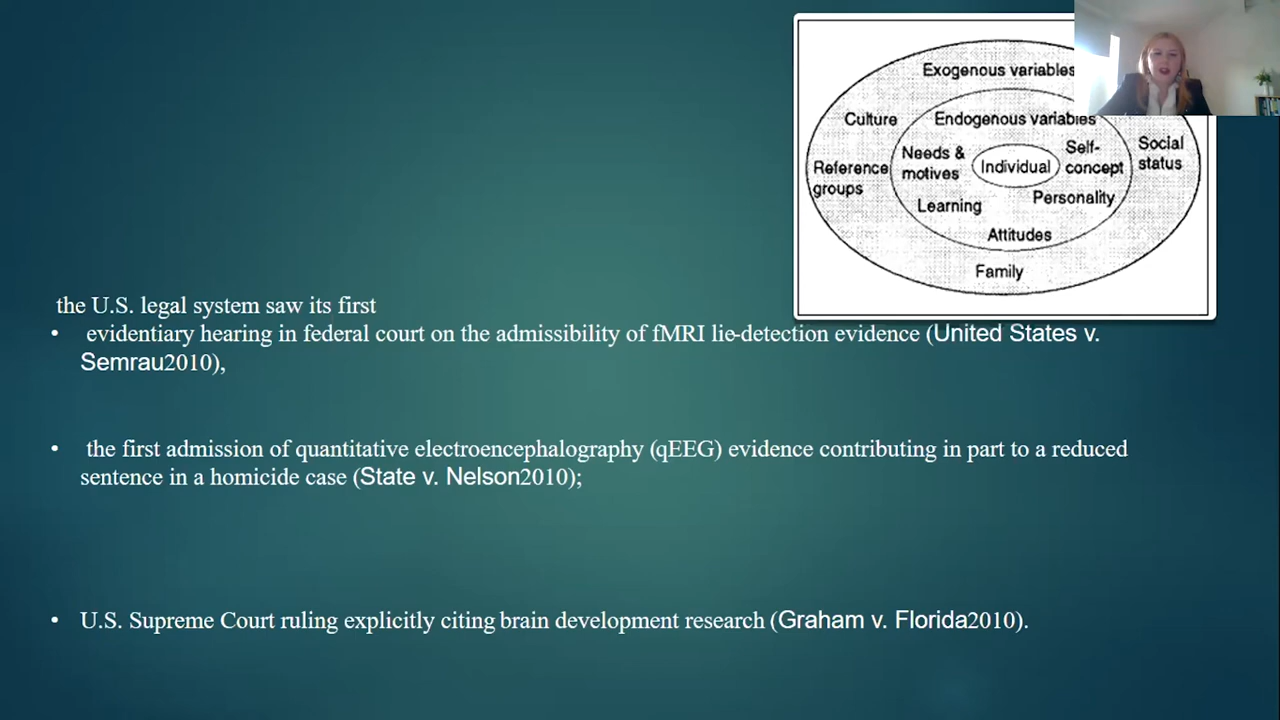 Exogenous variables
Culture
Endogenous variables
Needs &
motives
Individual
Self-
concept
Social
status
Reference
groups
Learning
Personality
Attitudes
Family
the U.S. legal system saw its first
• evidentiary hearing in federal court on the admissibility of fMRI lie-detection evidence (United States v.
Semrau2010),
• the first admission of quantitative electroencephalography (qEEG) evidence contributing in part to a reduced
sentence in a homicide case (State v. Nelson2010);
• U.S. Supreme Court ruling explicitly citing brain development research (Graham v. Florida2010).